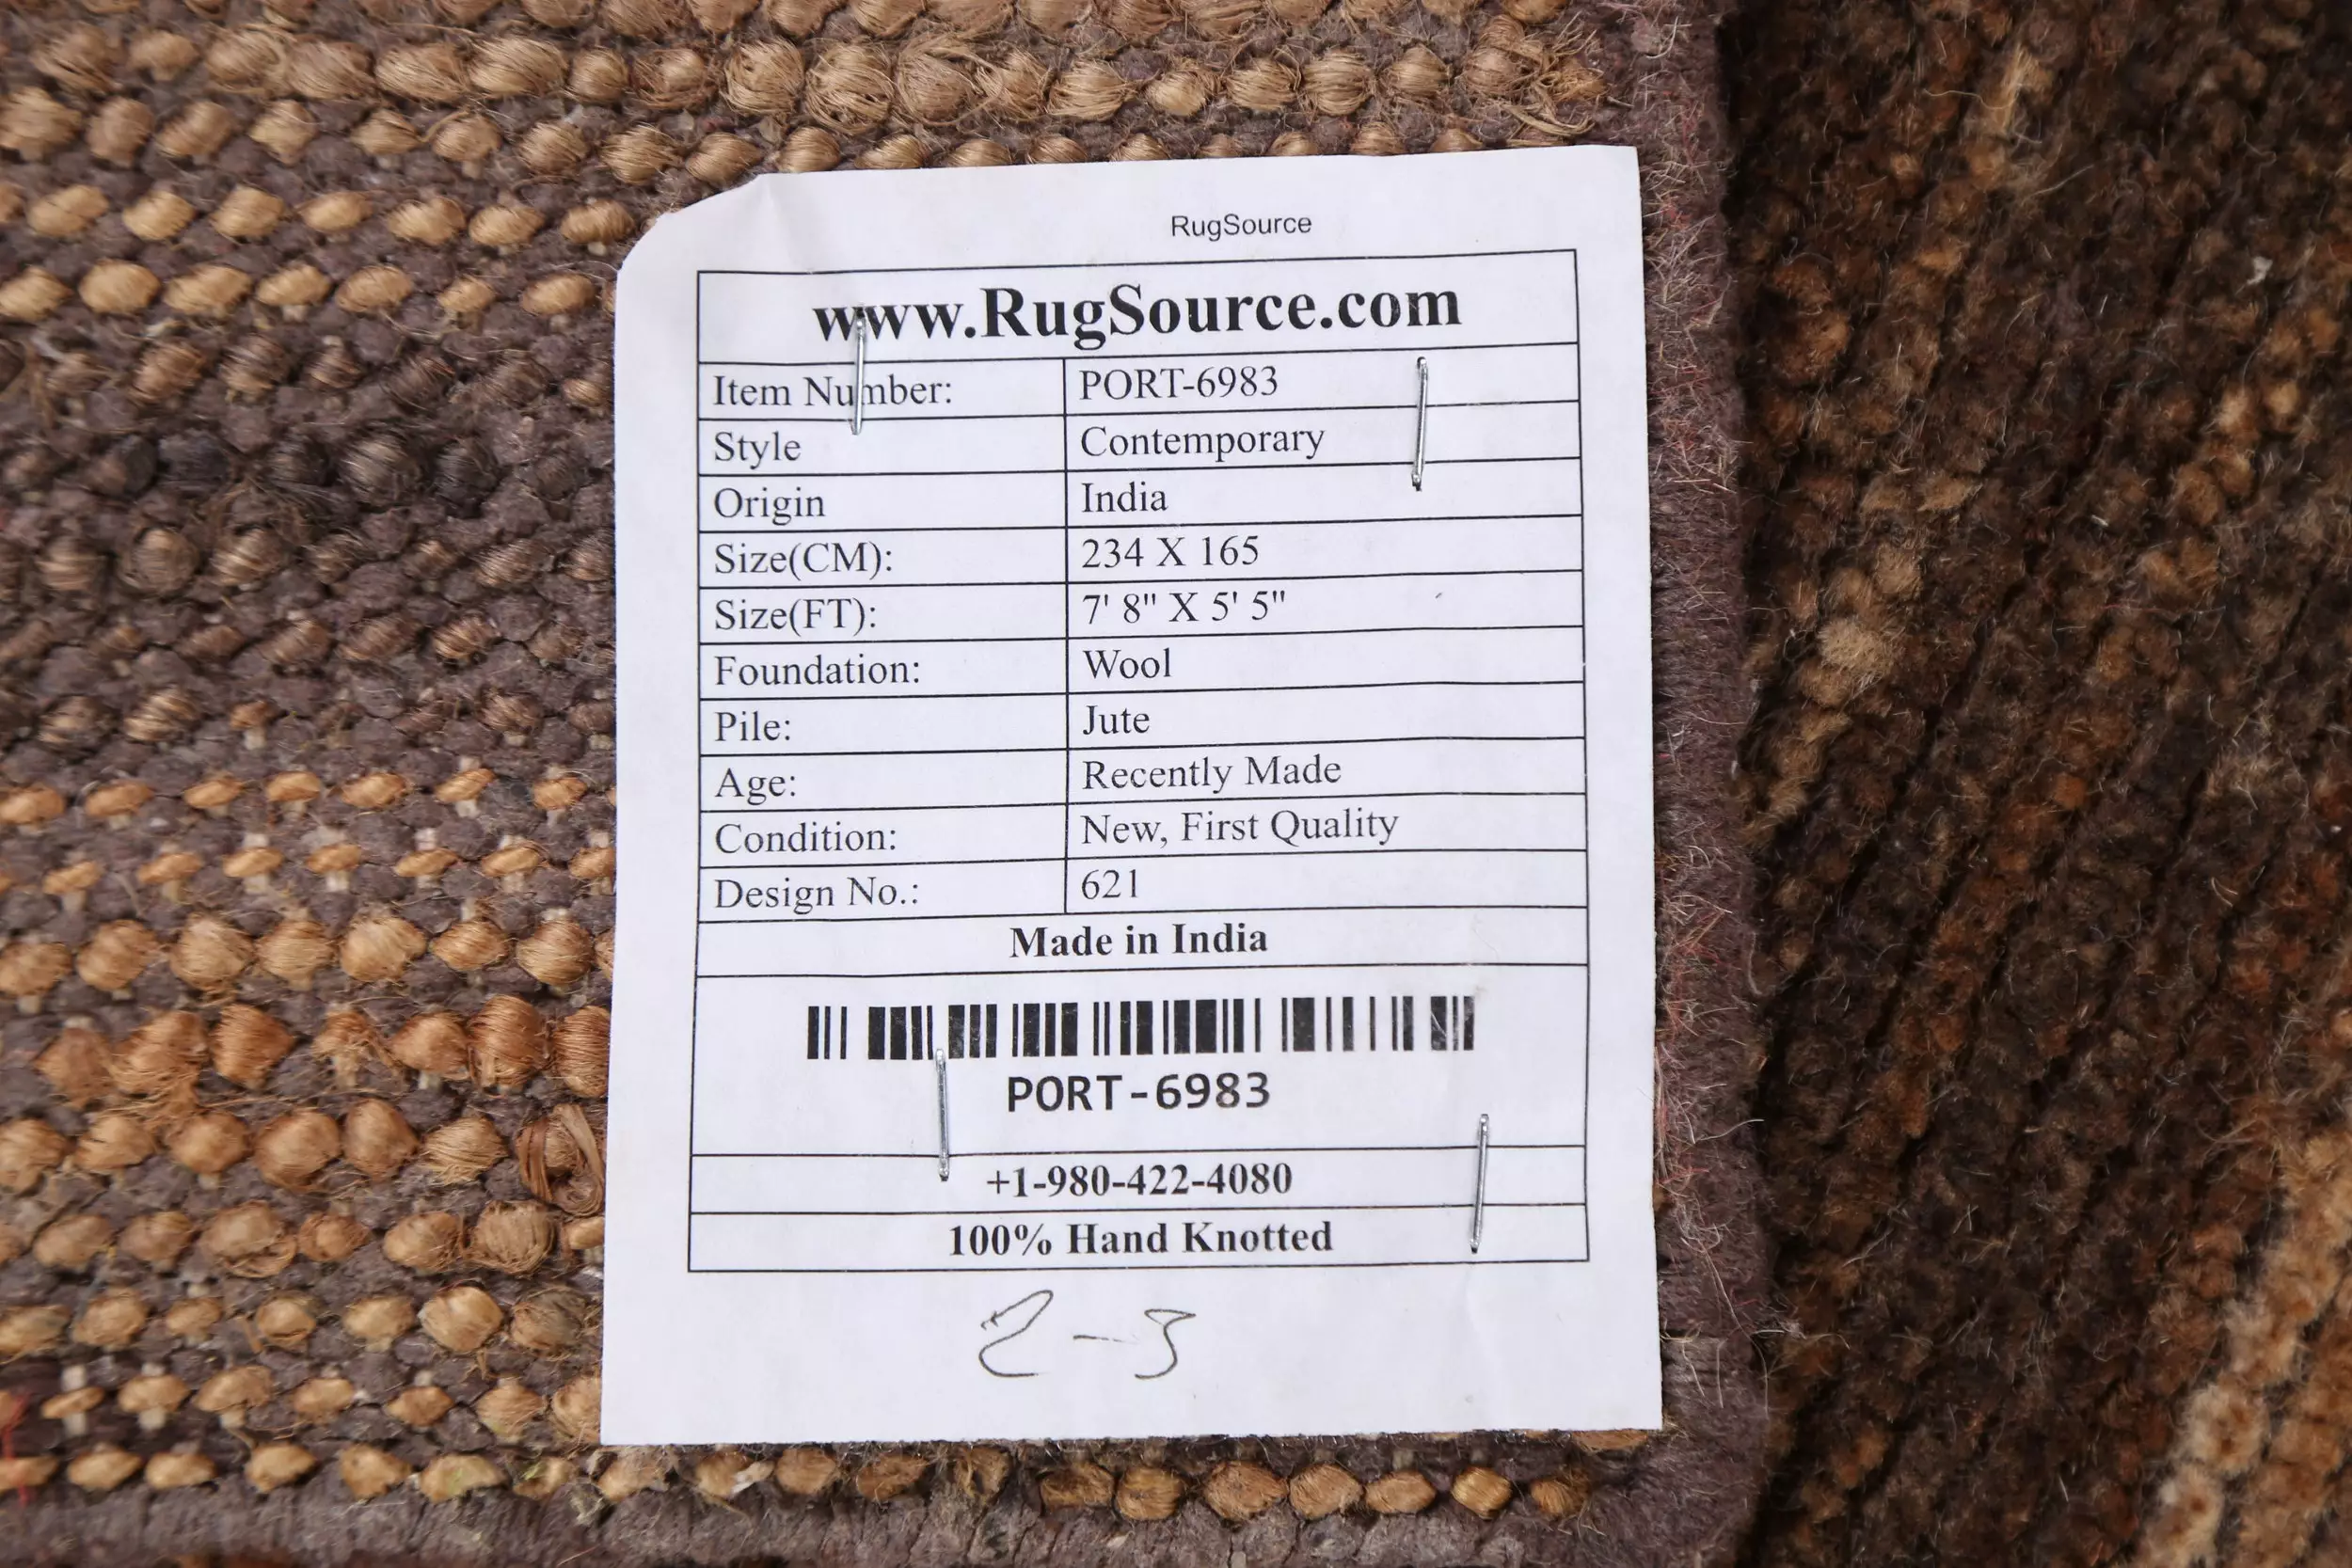 RugSource
www.RugSource.com
Item Number: PORT-6983
Style Contemporary
Origin India
Size(CM): 234 X 165
Size(FT): 7' 8" X 5' 5"
Foundation: Wool
Pile: Jute
Age: Recently Made
Condition: New, First Quality
Design No.: 621
Made in India
PORT-6983
+1-980-422-4080
100% Hand Knotted
2-3